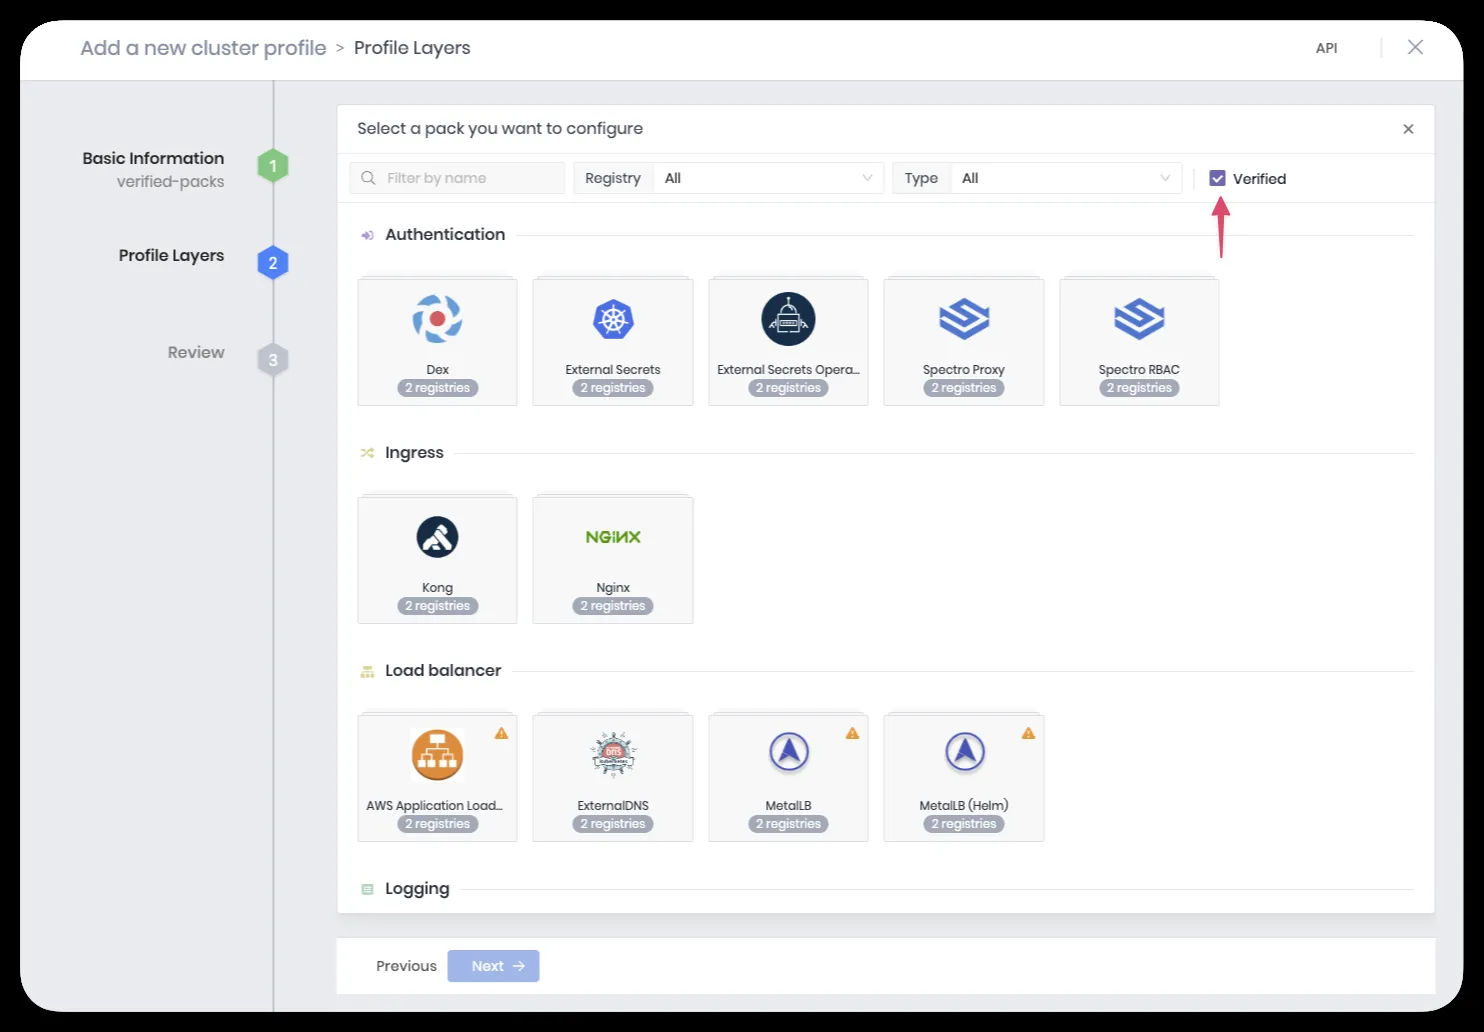 Add a new cluster profile > Profile Layers
API
Basic Information
verified-packs
1
Profile Layers
2
Review
3
Select a pack you want to configure
Filter by name
Registry All
Type All
Verified
Authentication
Dex
2 registries
External Secrets
2 registries
External Secrets Opera...
2 registries
Spectro Proxy
2 registries
Spectro RBAC
2 registries
Ingress
Kong
2 registries
NGINX
Nginx
2 registries
Load balancer
AWS Application Load...
2 registries
DNS
kubernetes
ExternalDNS
2 registries
MetalLB
2 registries
MetalLB (Helm)
2 registries
Logging
Previous
Next →